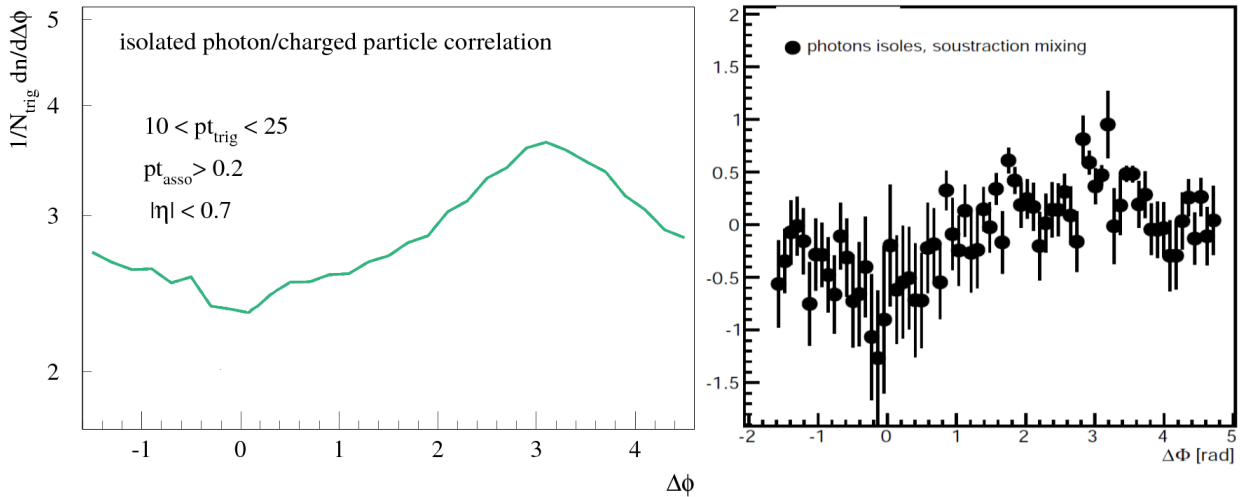 1/N_trig dn/dΔϕ
5
isolated photon/charged particle correlation
4
10 < pt_trig < 25
pt_asso > 0.2
|η| < 0.7
3
2
-1 0 1 2 3 4
Δϕ
2
photons isoles, soustraction mixing
1.5
1
0.5
0
-0.5
-1
-1.5
-2 -1 0 1 2 3 4 5
ΔΦ [rad]